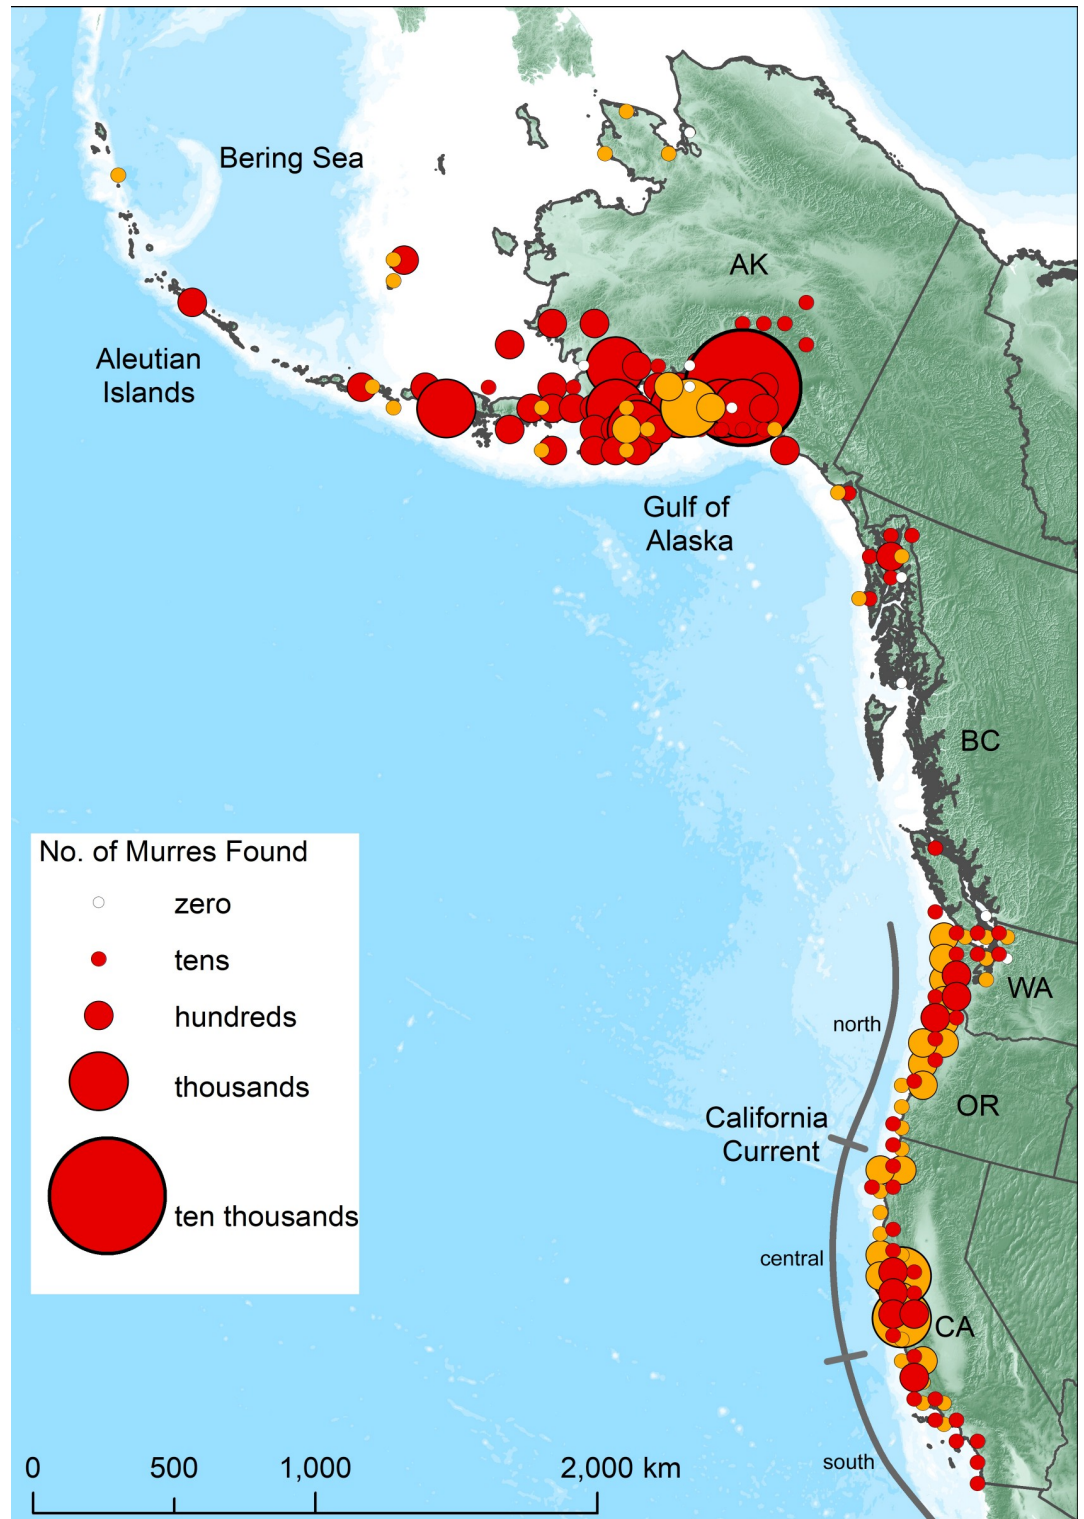 Bering Sea
AK
Aleutian
Islands
Gulf of
Alaska
BC
No. of Murres Found
zero
tens
hundreds
thousands
ten thousands
WA
north
OR
California
Current
central
CA
south
0 500 1,000 2,000 km